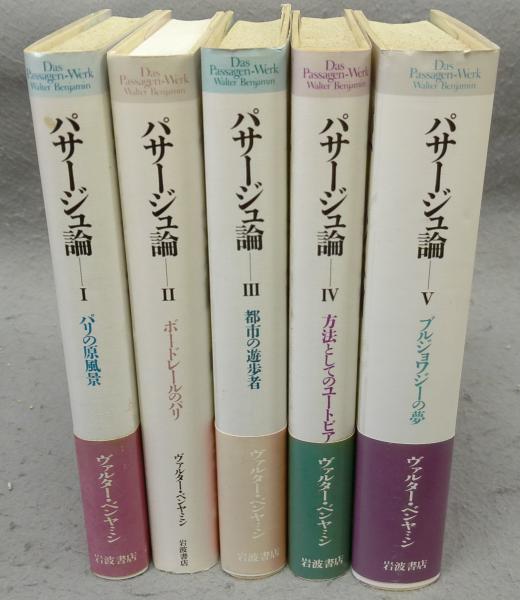 Das
Passagen-Werk
Walter Benjamin
パサージュ論 — I
パリの原風景
ヴァルター・ベンヤミン
岩波書店
Das
Passagen-Werk
Walter Benjamin
パサージュ論 — II
ボードレールのパリ
ヴァルター・ベンヤミン
岩波書店
Das
Passagen-Werk
Walter Benjamin
パサージュ論 — III
都市の遊歩者
ヴァルター・ベンヤミン
岩波書店
Das
Passagen-Werk
Walter Benjamin
パサージュ論 — IV
方法としてのユートピア
ヴァルター・ベンヤミン
岩波書店
Das
Passagen-Werk
Walter Benjamin
パサージュ論 — V
ブルジョワジーの夢
ヴァルター・ベンヤミン
岩波書店